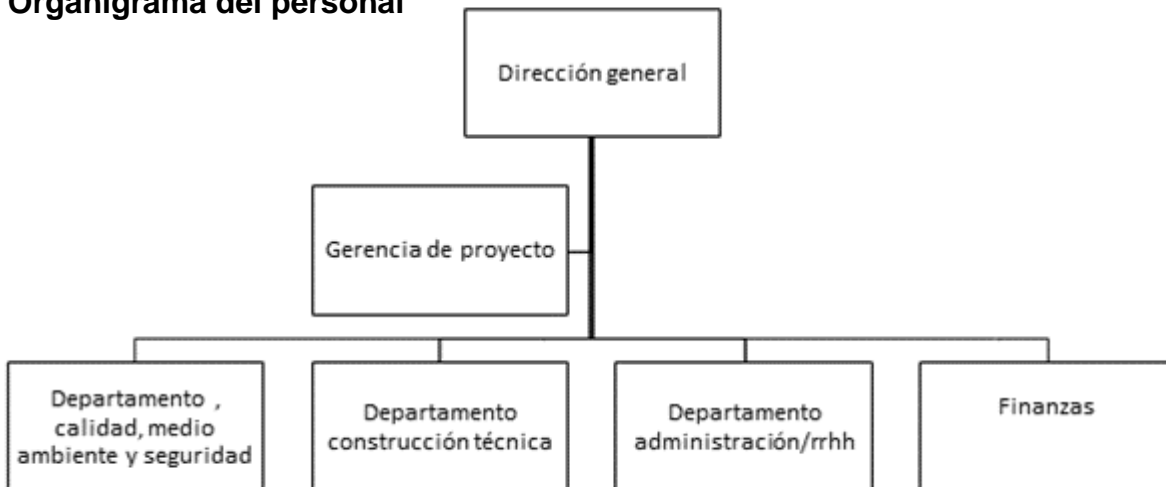 Organigrama del personal
Dirección general
Gerencia de proyecto
Departamento ,
calidad, medio
ambiente y seguridad
Departamento
construcción técnica
Departamento
administración/rrhh
Finanzas